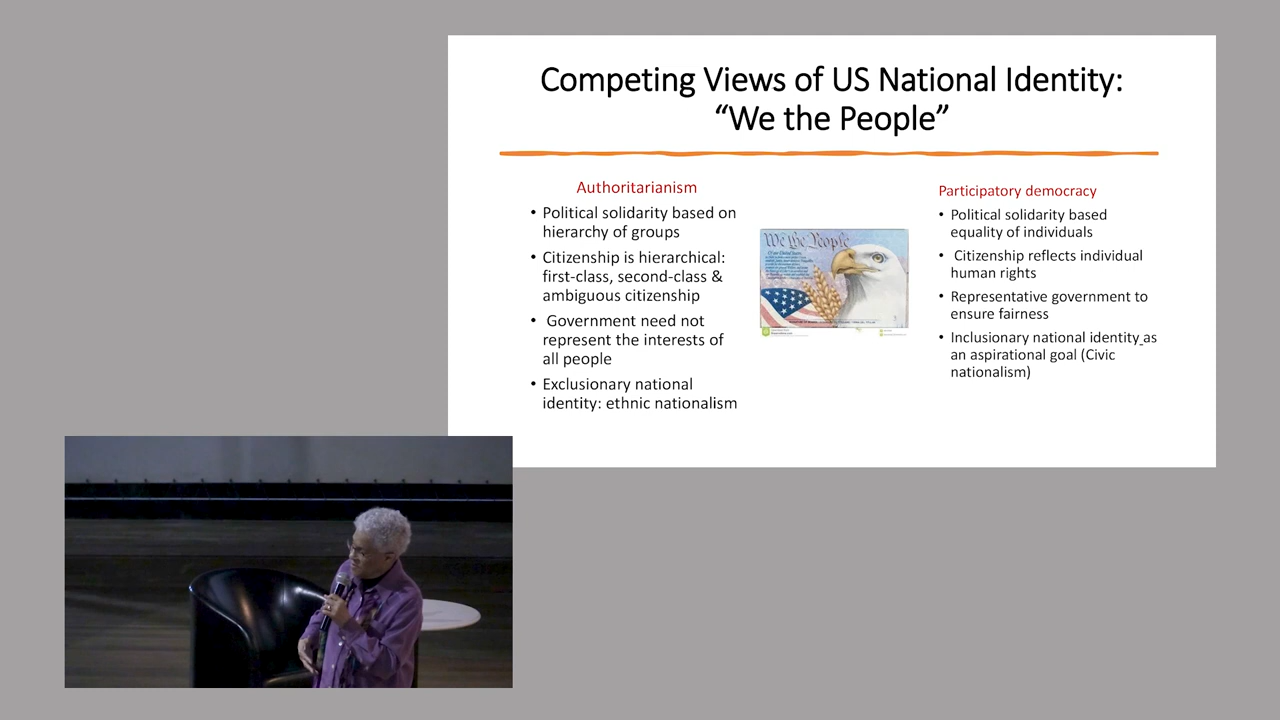 Competing Views of US National Identity:
“We the People”
Authoritarianism
• Political solidarity based on
hierarchy of groups
• Citizenship is hierarchical:
first-class, second-class &
ambiguous citizenship
• Government need not
represent the interests of
all people
• Exclusionary national
identity: ethnic nationalism
We the People
Participatory democracy
• Political solidarity based
equality of individuals
• Citizenship reflects individual
human rights
• Representative government to
ensure fairness
• Inclusionary national identity as
an aspirational goal (Civic
nationalism)